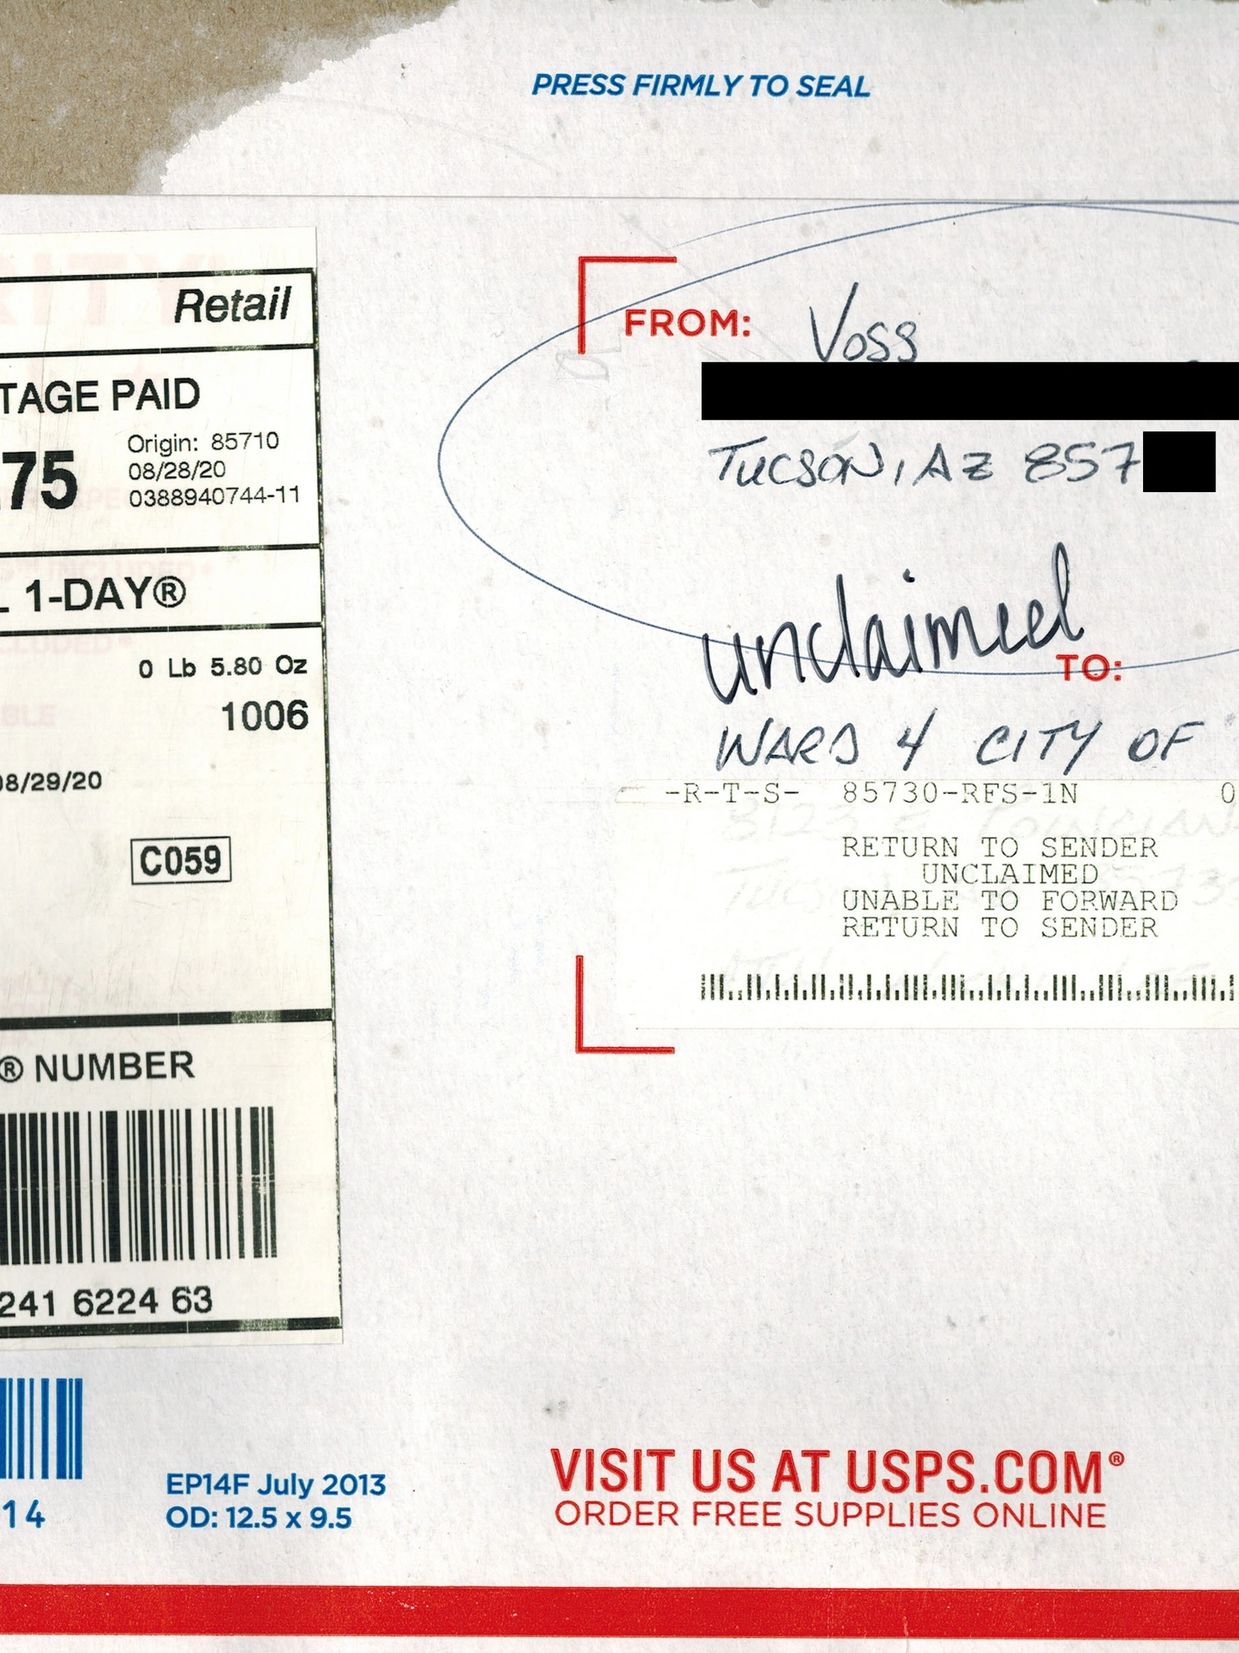 PRESS FIRMLY TO SEAL
Retail
TAGE PAID
.75
Origin: 85710
08/28/20
0388940744-11
1-DAY®
0 Lb 5.80 Oz
1006
08/29/20
C059
® NUMBER
241 6224 63
14
EP14F July 2013
OD: 12.5 x 9.5
FROM: Voss
TUCSON, AZ 857
unclaimed
TO:
WARD 4 CITY OF
-R-T-S- 85730-RFS-1N 0
RETURN TO SENDER
UNCLAIMED
UNABLE TO FORWARD
RETURN TO SENDER
VISIT US AT USPS.COM®
ORDER FREE SUPPLIES ONLINE